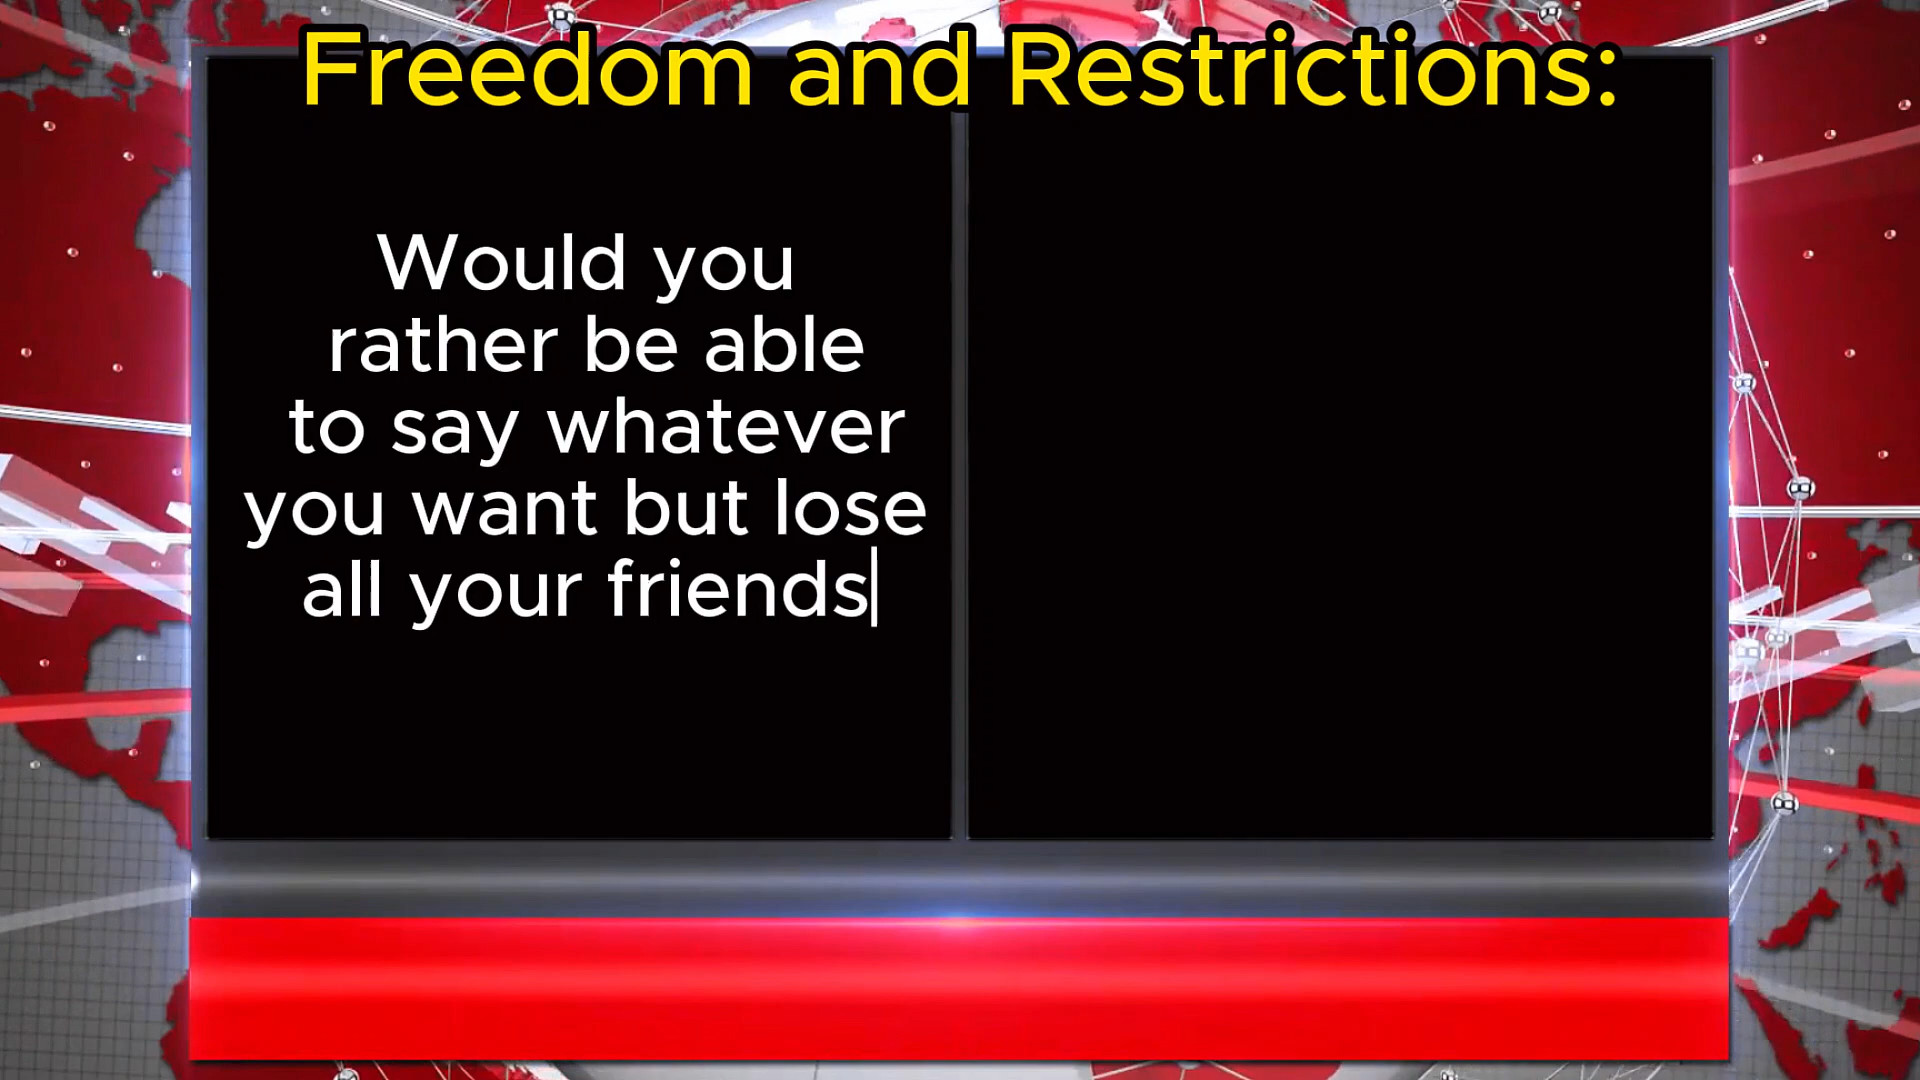 Freedom and Restrictions:
Would you
rather be able
to say whatever
you want but lose
all your friends